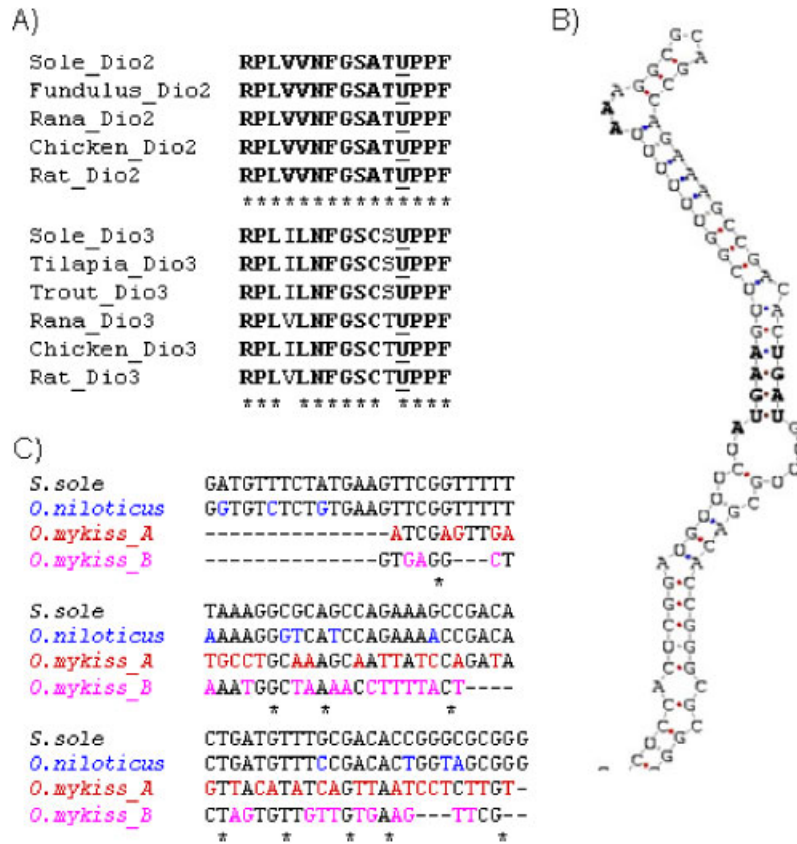 A)
Sole_Dio2 RPLVVNFGSATUPPF
Fundulus_Dio2 RPLVVNFGSATUPPF
Rana_Dio2 RPLVVNFGSATUPPF
Chicken_Dio2 RPLVVNFGSATUPPF
Rat_Dio2 RPLVVNFGSATUPPF
***************
Sole_Dio3 RPLILNFGSCSUPPF
Tilapia_Dio3 RPLILNFGSCSUPPF
Trout_Dio3 RPLILNFGSCSUPPF
Rana_Dio3 RPLVLNFGSCTUPPF
Chicken_Dio3 RPLILNFGSCTUPPF
Rat_Dio3 RPLVLNFGSCTUPPF
*** ****** ****
B)
C)
S.sole GATGTTTCTATGAAGTTCGGTTTTT
O.niloticus GGTGTCTCTGTGAAGTTCGGTTTTT
O.mykiss_A ---------------ATCGAGTTGA
O.mykiss_B --------------GTGAGG---CT
*
S.sole TAAAGGCGCAGCCAGAAAGCCGACA
O.niloticus AAAAGGGTCATCCAGAAAACCGACA
O.mykiss_A TGCCTGCAAAGCAATTATCCAGATA
O.mykiss_B AAATGGCTAAAACCTTTTACT----
* * *
S.sole CTGATGTTTGCGACACCGGGCGCGGG
O.niloticus CTGATGTTTCCGACACTGGTAGCGGG
O.mykiss_A GTTACATATCAGTTAATCCTCTTGT-
O.mykiss_B CTAGTGTTGTTGTGAAG---TTCG--
* * * * *